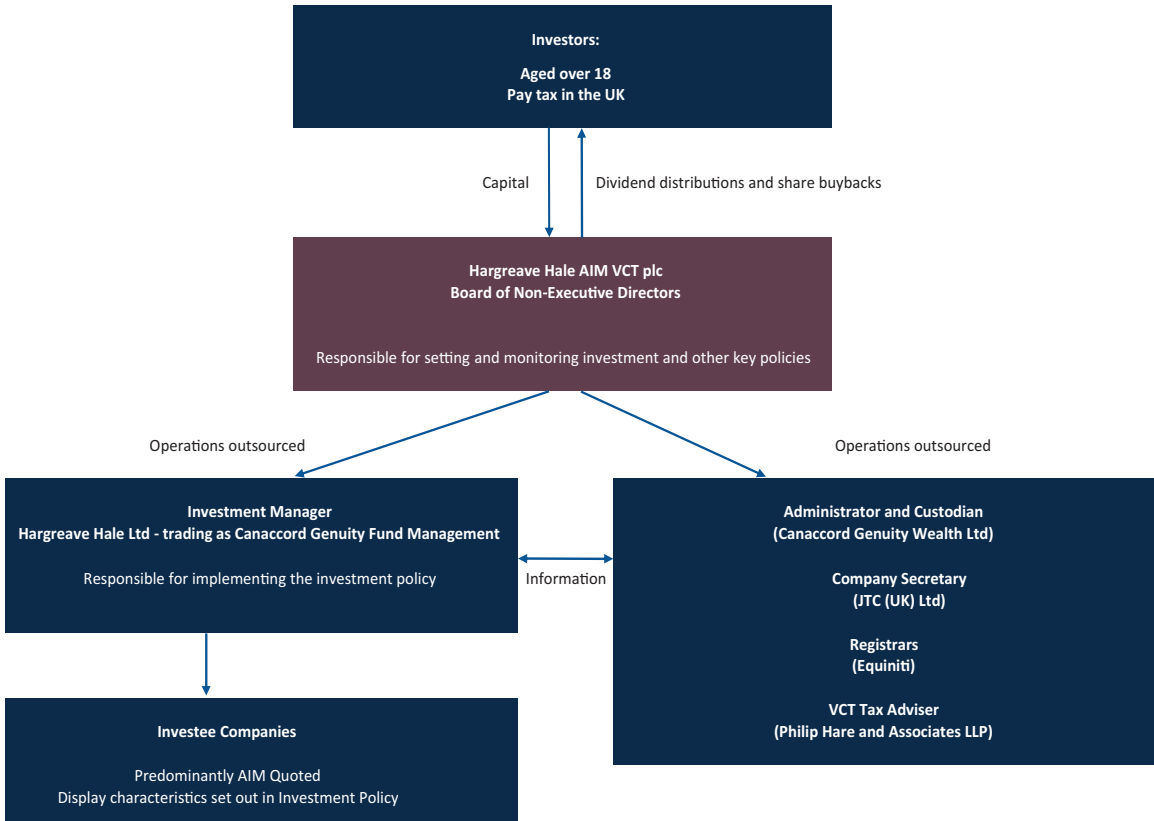 Investors:
Aged over 18
Pay tax in the UK
Capital
Dividend distributions and share buybacks
Hargreave Hale AIM VCT plc
Board of Non-Executive Directors
Responsible for setting and monitoring investment and other key policies
Operations outsourced
Operations outsourced
Investment Manager
Hargreave Hale Ltd - trading as Canaccord Genuity Fund Management
Responsible for implementing the investment policy
Information
Administrator and Custodian
(Canaccord Genuity Wealth Ltd)
Company Secretary
(JTC (UK) Ltd)
Registrars
(Equiniti)
VCT Tax Adviser
(Philip Hare and Associates LLP)
Investee Companies
Predominantly AIM Quoted
Display characteristics set out in Investment Policy